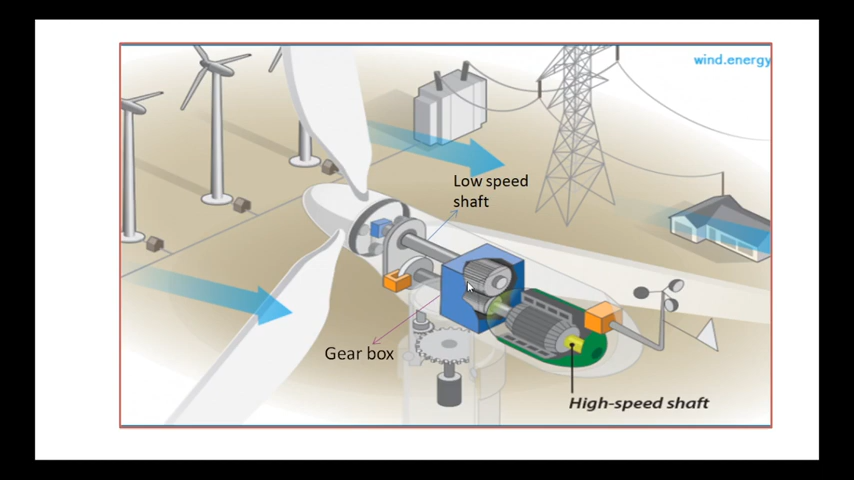 wind.energy
Low speed
shaft
Gear box
High-speed shaft